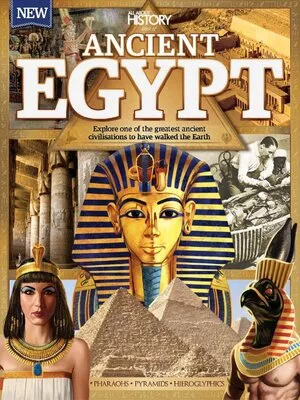 NEW
ALL ABOUT
HISTORY
ANCIENT
EGYPT
Explore one of the greatest ancient
civilisations to have walked the Earth
• PHARAOHS • PYRAMIDS • HIEROGLYPHICS •